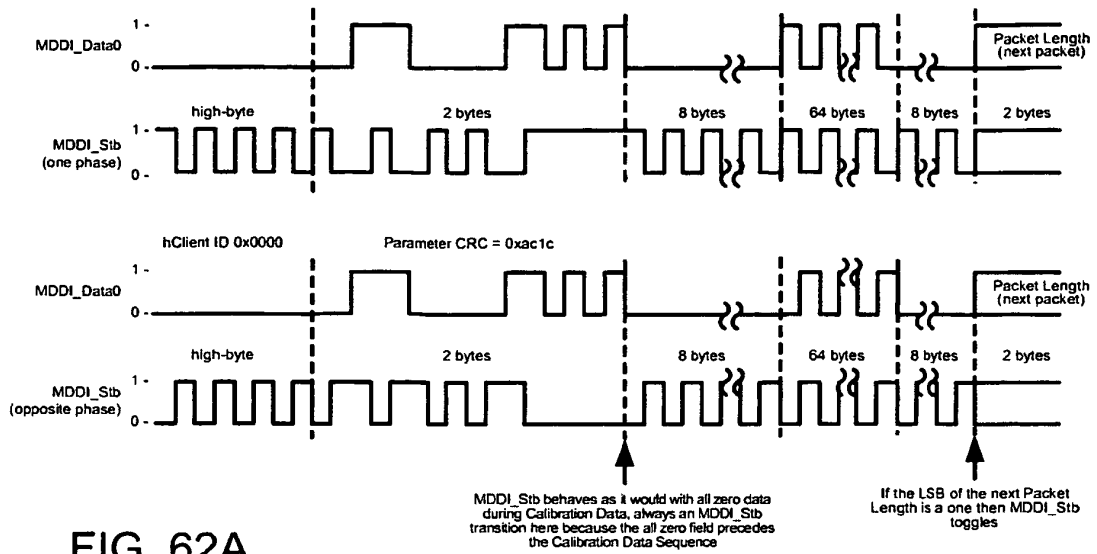 1 -
MDDI_Data0
0 -
Packet Length
(next packet)
high-byte
2 bytes
8 bytes
64 bytes
8 bytes
2 bytes
1 -
MDDI_Stb
(one phase)
0 -
hClient ID 0x0000
Parameter CRC = 0xac1c
1 -
MDDI_Data0
0 -
Packet Length
(next packet)
high-byte
2 bytes
8 bytes
64 bytes
8 bytes
2 bytes
1 -
MDDI_Stb
(opposite phase)
0 -
MDDI_Stb behaves as it would with all zero data
during Calibration Data, always an MDDI_Stb
transition here because the all zero field precedes
the Calibration Data Sequence
If the LSB of the next Packet
Length is a one then MDDI_Stb
toggles
FIG. 62A